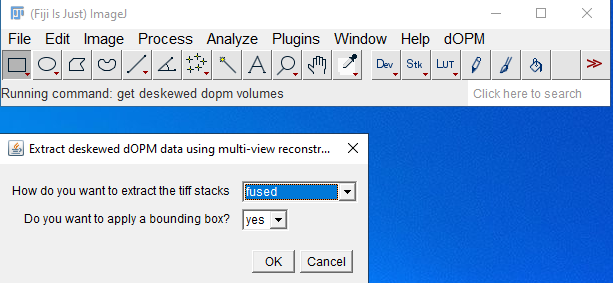 (Fiji Is Just) ImageJ
File Edit Image Process Analyze Plugins Window Help dOPM
A Dev Stk LUT >>
Running command: get deskewed dopm volumes
Click here to search
Extract deskewed dOPM data using multi-view reconstr...
How do you want to extract the tiff stacks fused
Do you want to apply a bounding box? yes
OK Cancel